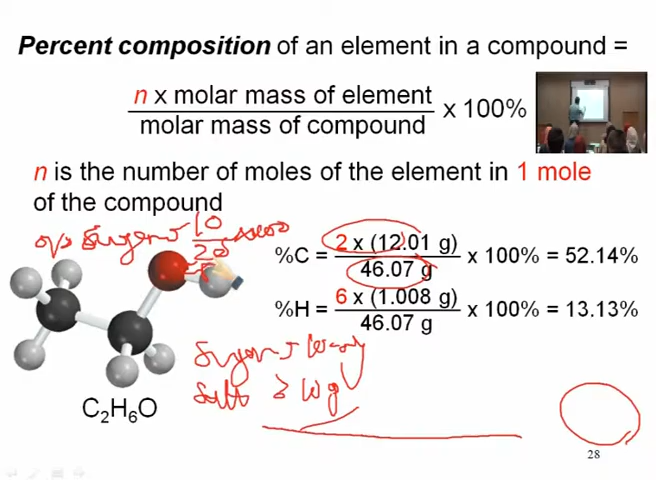 Percent composition of an element in a compound =
n x molar mass of element
molar mass of compound
x 100%
n is the number of moles of the element in 1 mole
of the compound
10
20
%C = 2 x (12.01 g)
46.07 g
x 100% = 52.14%
%H = 6 x (1.008 g)
46.07 g
x 100% = 13.13%
C2H6O
28